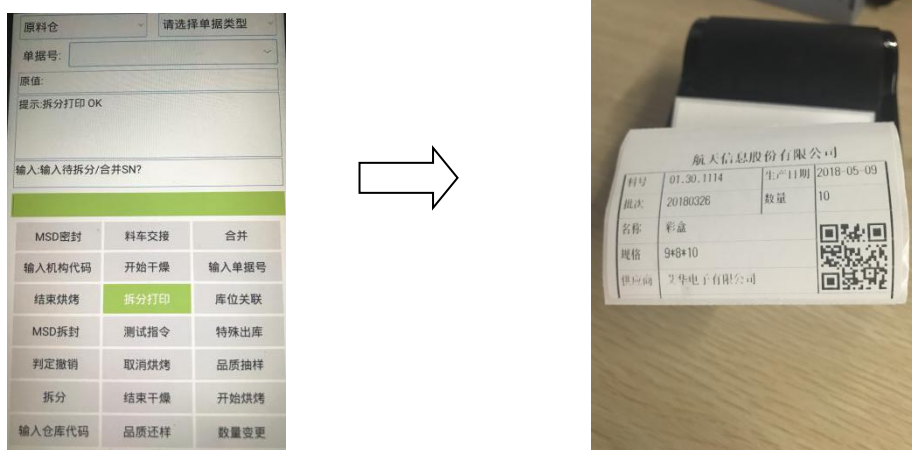 原料仓 请选择单据类型
单据号:
原值:
提示:拆分打印 OK
输入:输入待拆分/合并SN?
MSD密封 料车交接 合并
输入机构代码 开始干燥 输入单据号
结束烘烤 拆分打印 库位关联
MSD拆封 测试指令 特殊出库
判定撤销 取消烘烤 品质抽样
拆分 结束干燥 开始烘烤
输入仓库代码 品质还样 数量变更
航天信息股份有限公司
料号 01.30.1114 生产日期 2018-05-09
批次 20180326 数量 10
名称 彩盒
规格 9*8*10
供应商 华电子有限公司